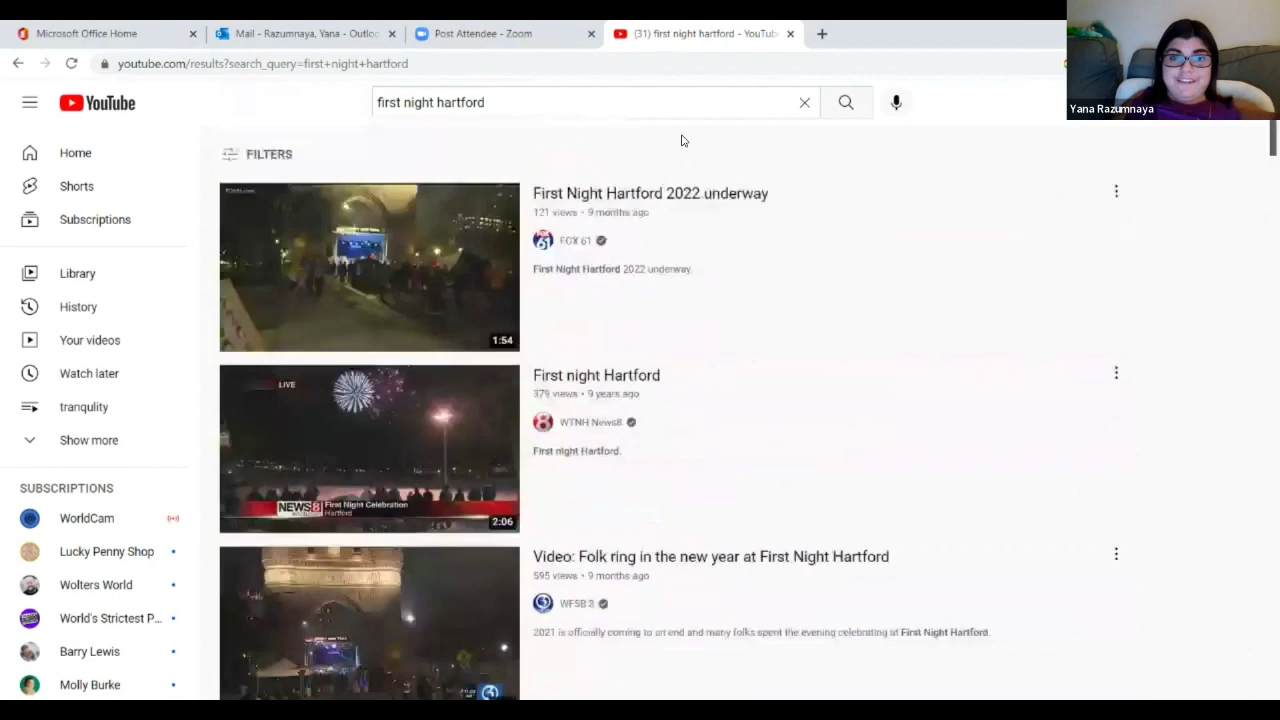 Microsoft Office Home
Mail - Razumnaya, Yana - Outloo
Post Attendee - Zoom
(31) first night hartford - YouTube
youtube.com/results?search_query=first+night+hartford
Yana Razumnaya
YouTube
first night hartford
Home
Shorts
Subscriptions
Library
History
Your videos
Watch later
tranqulity
Show more
SUBSCRIPTIONS
WorldCam
Lucky Penny Shop
Wolters World
World's Strictest P...
Barry Lewis
Molly Burke
FILTERS
1:54
First Night Hartford 2022 underway
121 views • 9 months ago
FOX 61
First Night Hartford 2022 underway.
LIVE
NEWS8
First Night Celebration
Hartford
2:06
First night Hartford
379 views • 9 years ago
WTNH News8
First night Hartford.
3
Video: Folk ring in the new year at First Night Hartford
595 views • 9 months ago
WFSB 3
2021 is officially coming to an end and many folks spent the evening celebrating at First Night Hartford.